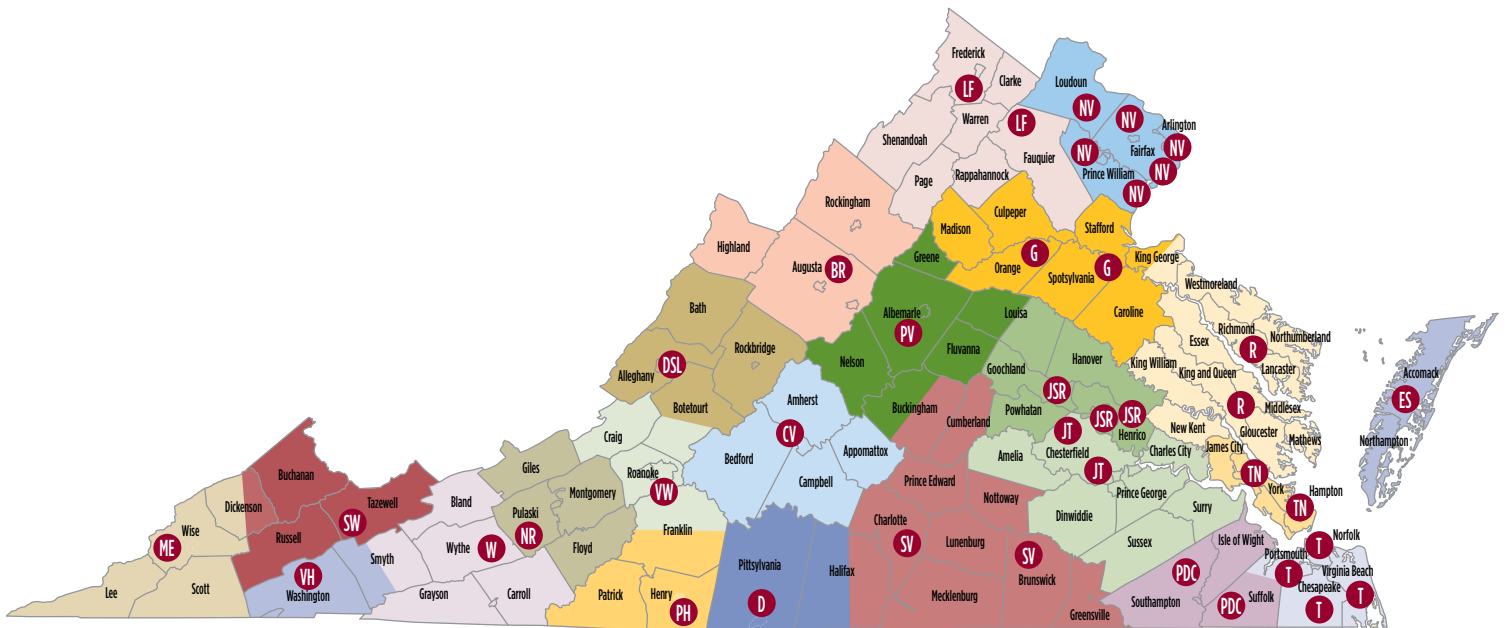 Frederick
LF
Clarke
Loudoun
NV
NV
Arlington
NV
Warren
LF
Shenandoah
Fauquier
NV
Fairfax
NV
Prince William
NV
Page
Rappahannock
Rockingham
Culpeper
Madison
Stafford
Highland
Augusta
BR
Greene
Orange
G
Spotsylvania
G
King George
Westmoreland
Bath
Albemarle
PV
Louisa
Caroline
Richmond
R
Northumberland
Essex
Rockbridge
Alleghany
DSL
Nelson
Fluvanna
Goochland
Hanover
King William
King and Queen
Lancaster
Accomack
ES
Botetourt
Amherst
CV
Buckingham
Cumberland
JSR
Powhatan
JSR
JSR
Henrico
R
Middlesex
New Kent
Gloucester
Mathews
Northampton
Craig
Roanoke
VW
Bedford
Appomattox
Campbell
Amelia
Chesterfield
JT
JT
Charles City
James City
TN
York
Hampton
TN
Giles
Montgomery
Prince Edward
Nottoway
Prince George
Surry
Buchanan
Dickenson
Tazewell
SW
Bland
Pulaski
NR
Franklin
Charlotte
SV
Lunenburg
Dinwiddie
Sussex
Isle of Wight
Norfolk
T
Portsmouth
T
Wise
ME
Russell
Smyth
Wythe
W
Floyd
Pittsylvania
Halifax
SV
Brunswick
PDC
Virginia Beach
T
Chesapeake
T
Lee
Scott
VH
Washington
Grayson
Carroll
Patrick
Henry
PH
D
Mecklenburg
Greensville
Southampton
PDC
Suffolk